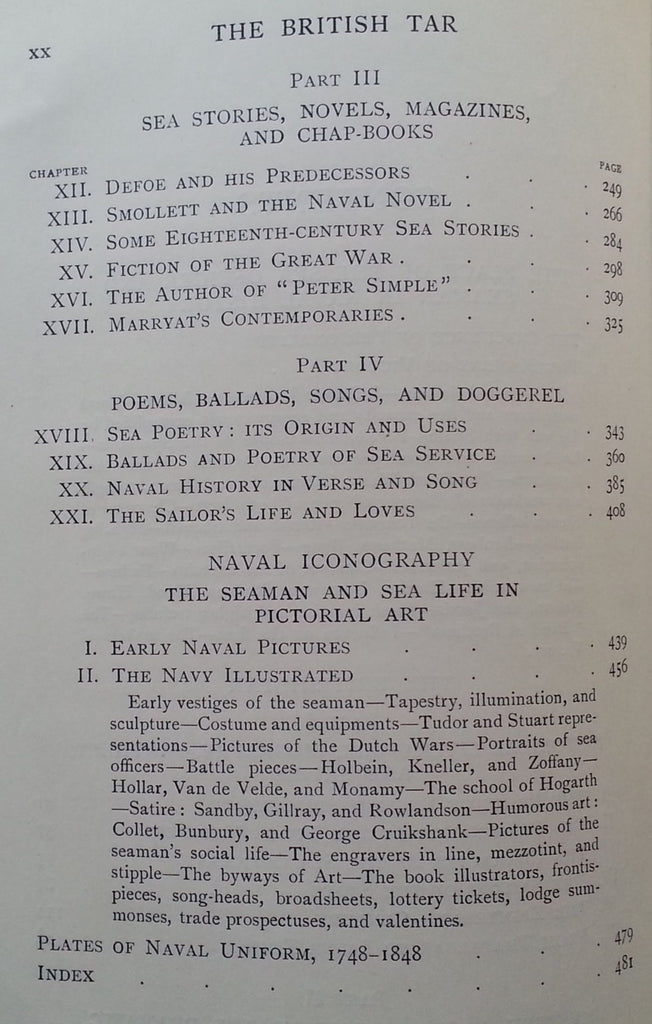 THE BRITISH TAR
xx
PART III
SEA STORIES, NOVELS, MAGAZINES,
AND CHAP-BOOKS
CHAPTER PAGE
XII. DEFOE AND HIS PREDECESSORS . . . 249
XIII. SMOLLETT AND THE NAVAL NOVEL . . . 266
XIV. SOME EIGHTEENTH-CENTURY SEA STORIES . . 284
XV. FICTION OF THE GREAT WAR . . . 298
XVI. THE AUTHOR OF "PETER SIMPLE" . . . 309
XVII. MARRYAT'S CONTEMPORARIES . . . 325
PART IV
POEMS, BALLADS, SONGS, AND DOGGEREL
XVIII. SEA POETRY: ITS ORIGIN AND USES . . 343
XIX. BALLADS AND POETRY OF SEA SERVICE . . 360
XX. NAVAL HISTORY IN VERSE AND SONG . . 385
XXI. THE SAILOR'S LIFE AND LOVES . . . 408
NAVAL ICONOGRAPHY
THE SEAMAN AND SEA LIFE IN
PICTORIAL ART
I. EARLY NAVAL PICTURES . . . . 439
II. THE NAVY ILLUSTRATED . . . . 456
Early vestiges of the seaman—Tapestry, illumination, and
sculpture—Costume and equipments—Tudor and Stuart repre-
sentations—Pictures of the Dutch Wars—Portraits of sea
officers—Battle pieces—Holbein, Kneller, and Zoffany—
Hollar, Van de Velde, and Monamy—The school of Hogarth
—Satire: Sandby, Gillray, and Rowlandson—Humorous art:
Collet, Bunbury, and George Cruikshank—Pictures of the
seaman's social life—The engravers in line, mezzotint, and
stipple—The byways of Art—The book illustrators, frontis-
pieces, song-heads, broadsheets, lottery tickets, lodge sum-
monses, trade prospectuses, and valentines.
PLATES OF NAVAL UNIFORM, 1748–1848 . . . 479
INDEX . . . . . . . 481